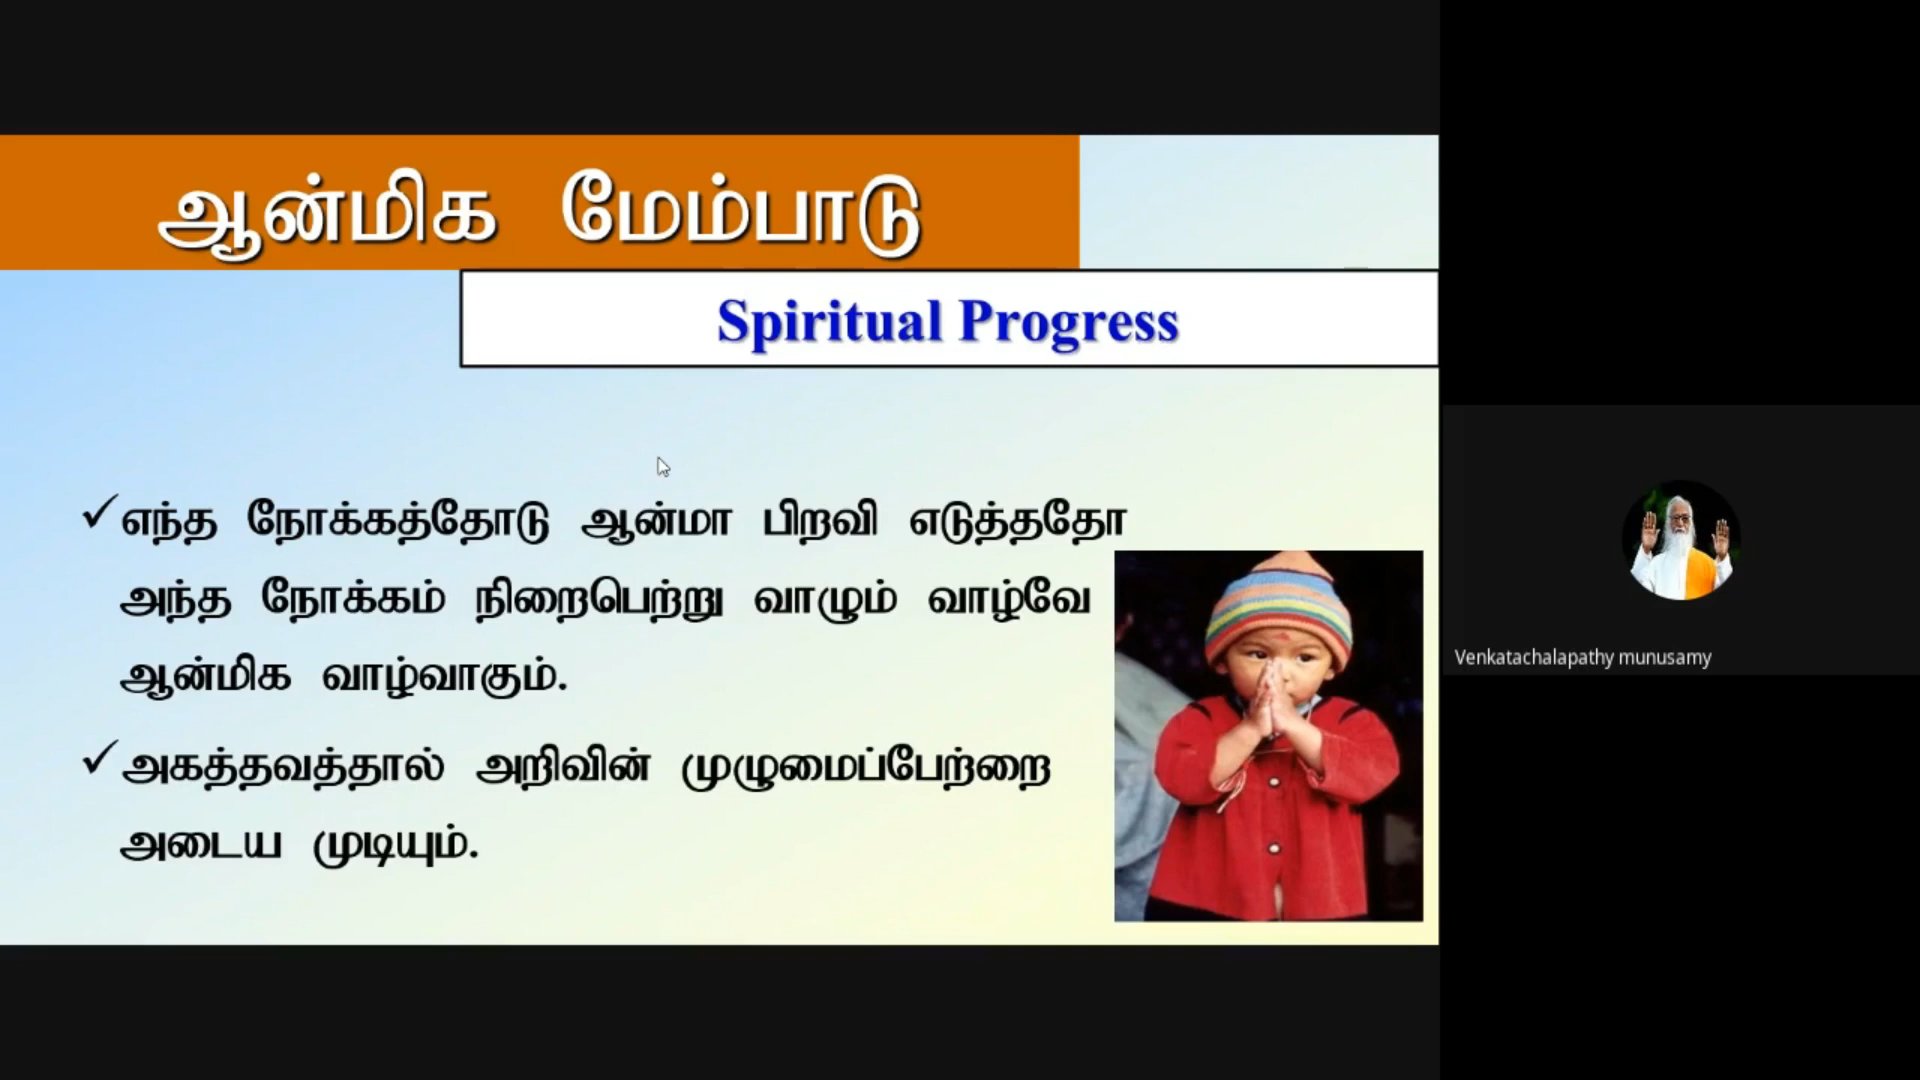 ஆன்மிக மேம்பாடு
Spiritual Progress
✓எந்த நோக்கத்தோடு ஆன்மா பிறவி எடுத்ததோ
அந்த நோக்கம் நிறைபெற்று வாழும் வாழ்வே
ஆன்மிக வாழ்வாகும்.
✓அகத்தவத்தால் அறிவின் முழுமைப்பேற்றை
அடைய முடியும்.
Venkatachalapathy munusamy